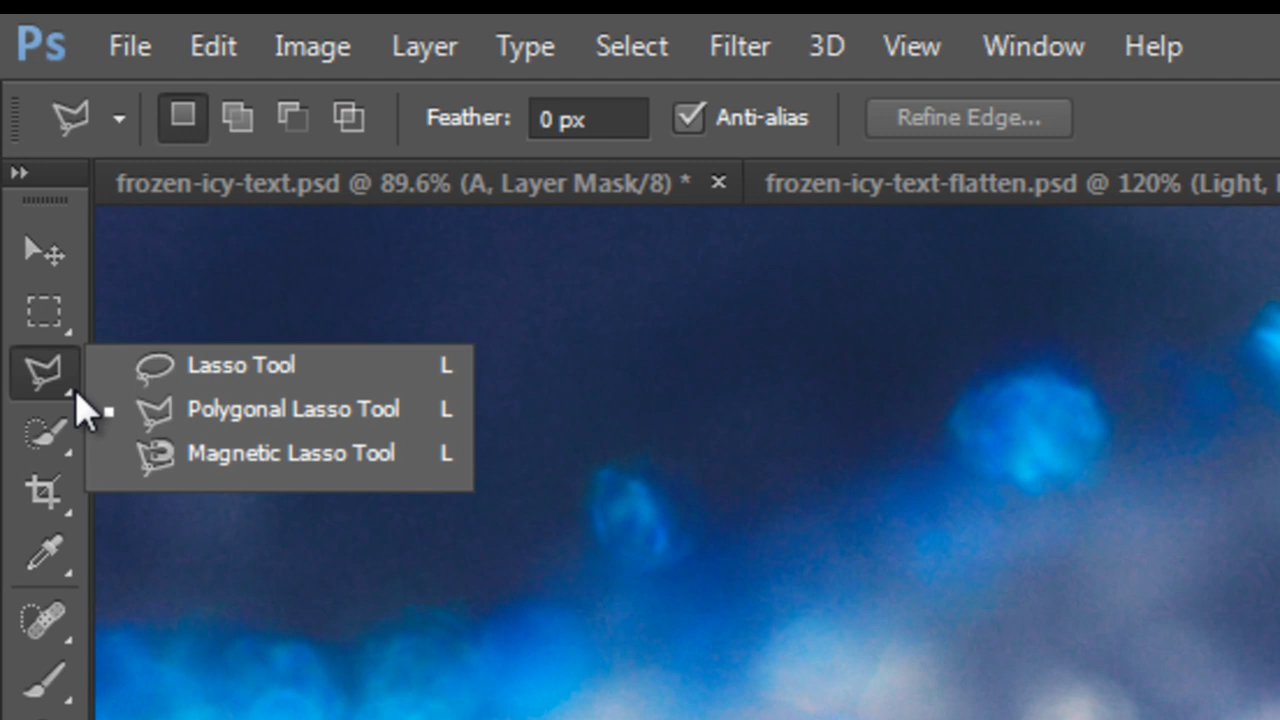 Ps File Edit Image Layer Type Select Filter 3D View Window Help
Feather: 0 px Anti-alias Refine Edge...
frozen-icy-text.psd @ 89.6% (A, Layer Mask/8) * × frozen-icy-text-flatten.psd @ 120% (Light,
Lasso Tool L
Polygonal Lasso Tool L
Magnetic Lasso Tool L